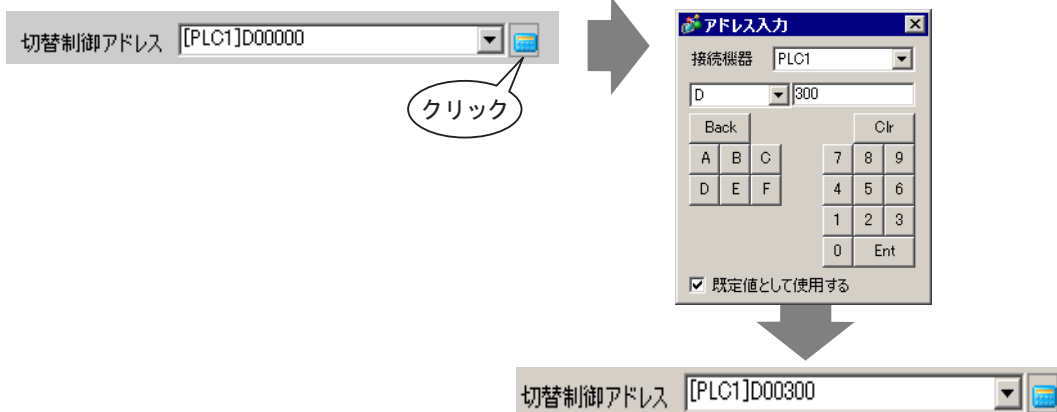 切替制御アドレス [PLC1]D00000
クリック
アドレス入力
接続機器 PLC1
D 300
Back Clr
A B C 7 8 9
D E F 4 5 6
1 2 3
0 Ent
既定値として使用する
切替制御アドレス [PLC1]D00300